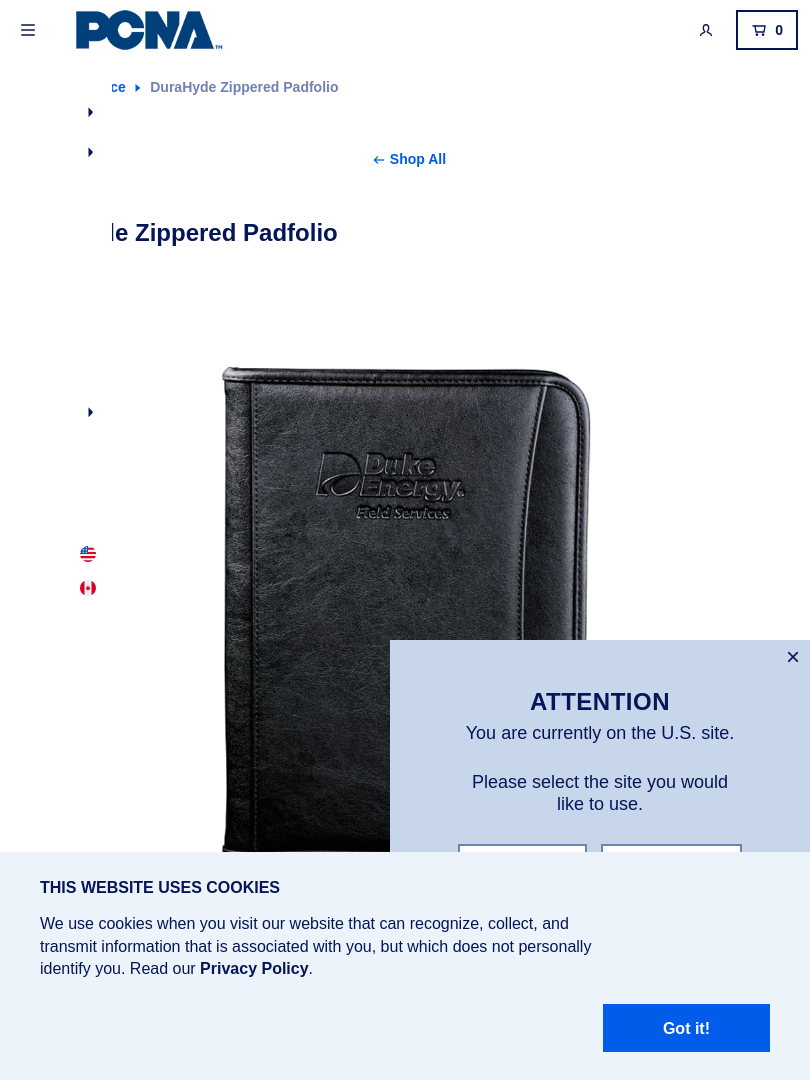 PCNA™
0
ce
DuraHyde Zippered Padfolio
Shop All
le Zippered Padfolio
Duke
Energy®
Field Services
ATTENTION
You are currently on the U.S. site.
Please select the site you would
like to use.
THIS WEBSITE USES COOKIES
We use cookies when you visit our website that can recognize, collect, and
transmit information that is associated with you, but which does not personally
identify you. Read our Privacy Policy.
Got it!